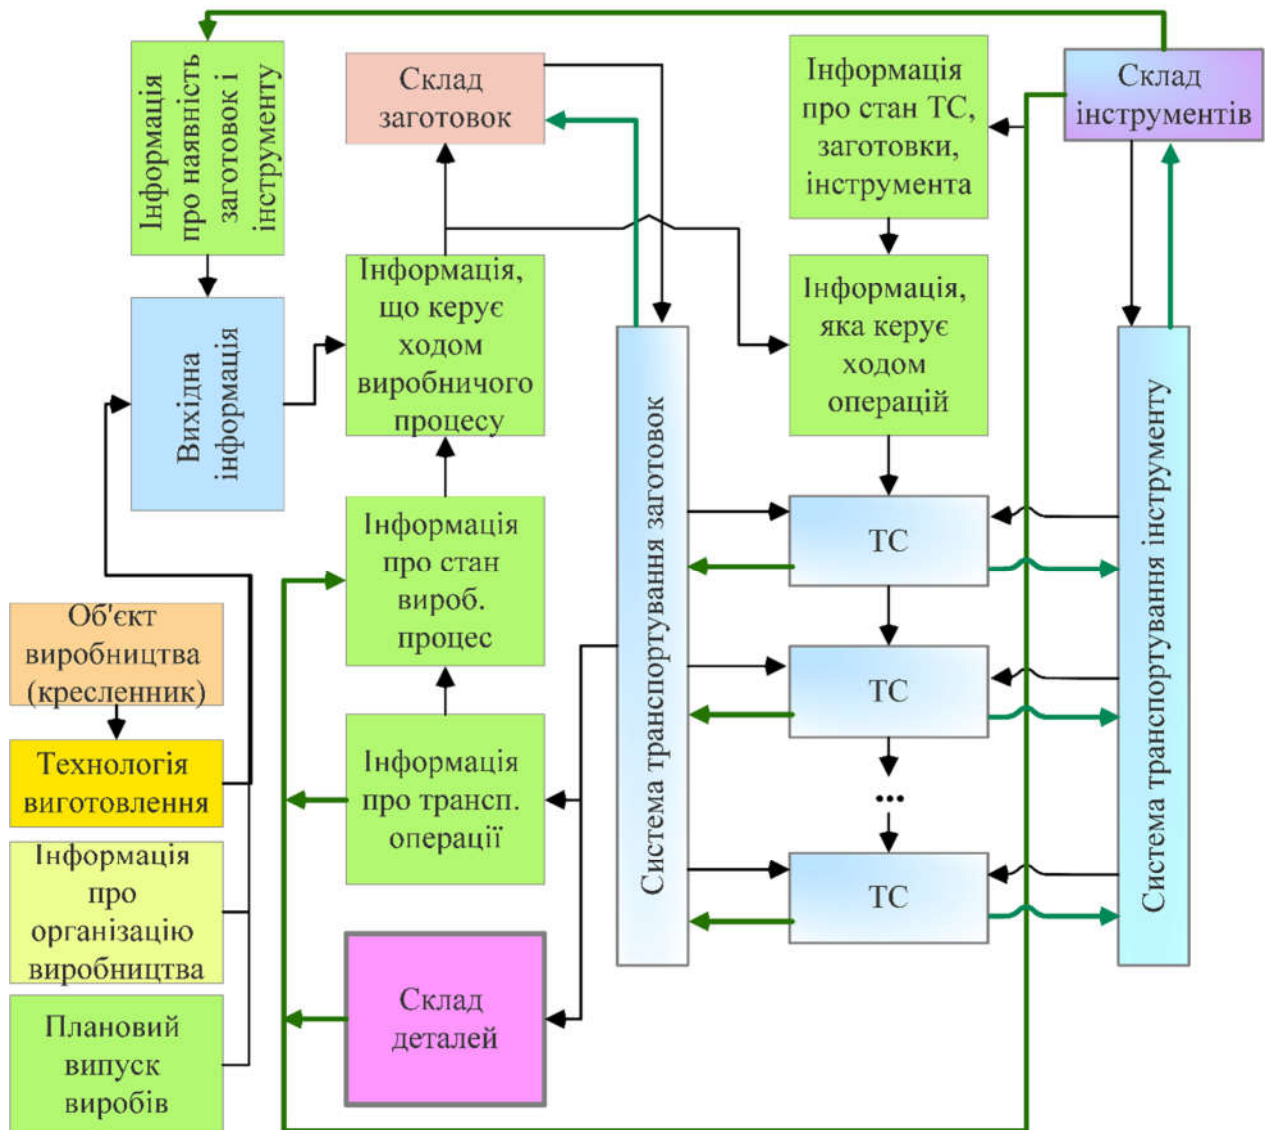 Інформація
про наявність
заготовок і
інструменту
Склад
заготовок
Інформація
про стан ТС,
заготовки,
інструмента
Склад
інструментів
Вихідна
інформація
Інформація,
що керує
ходом
виробничого
процесу
Інформація,
яка керує
ходом
операцій
Система транспортування заготовок
Система транспортування інструменту
Інформація
про стан
вироб.
процес
ТС
ТС
...
ТС
Об'єкт
виробництва
(кресленник)
Технологія
виготовлення
Інформація
про трансп.
операції
Інформація
про
організацію
виробництва
Склад
деталей
Плановий
випуск
виробів